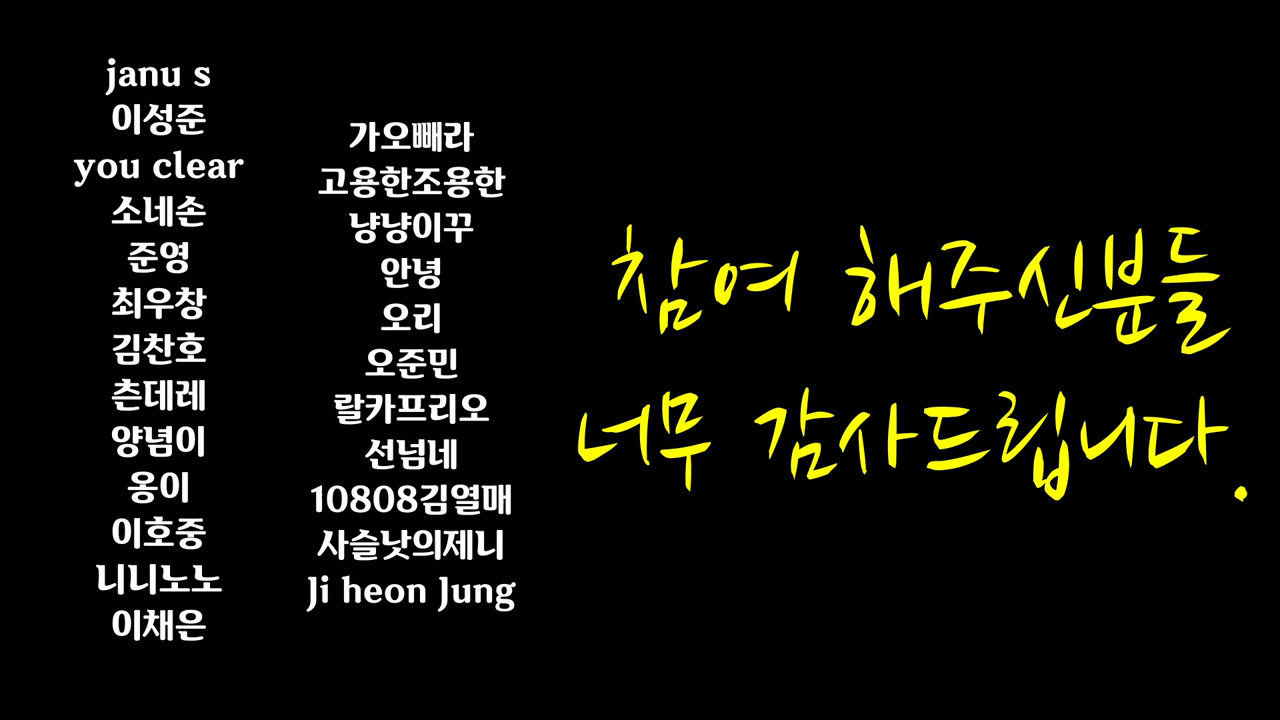 janu s
이성준
you clear
소네손
준영
최우창
김찬호
츤데레
양념이
옹이
이호중
니니노노
이채은
가오빼라
고용한조용한
냥냥이꾸
안녕
오리
오준민
랄카프리오
선넘네
10808김열매
사슬낫의제니
Ji heon Jung
참여 해주신분들
너무 감사드립니다.